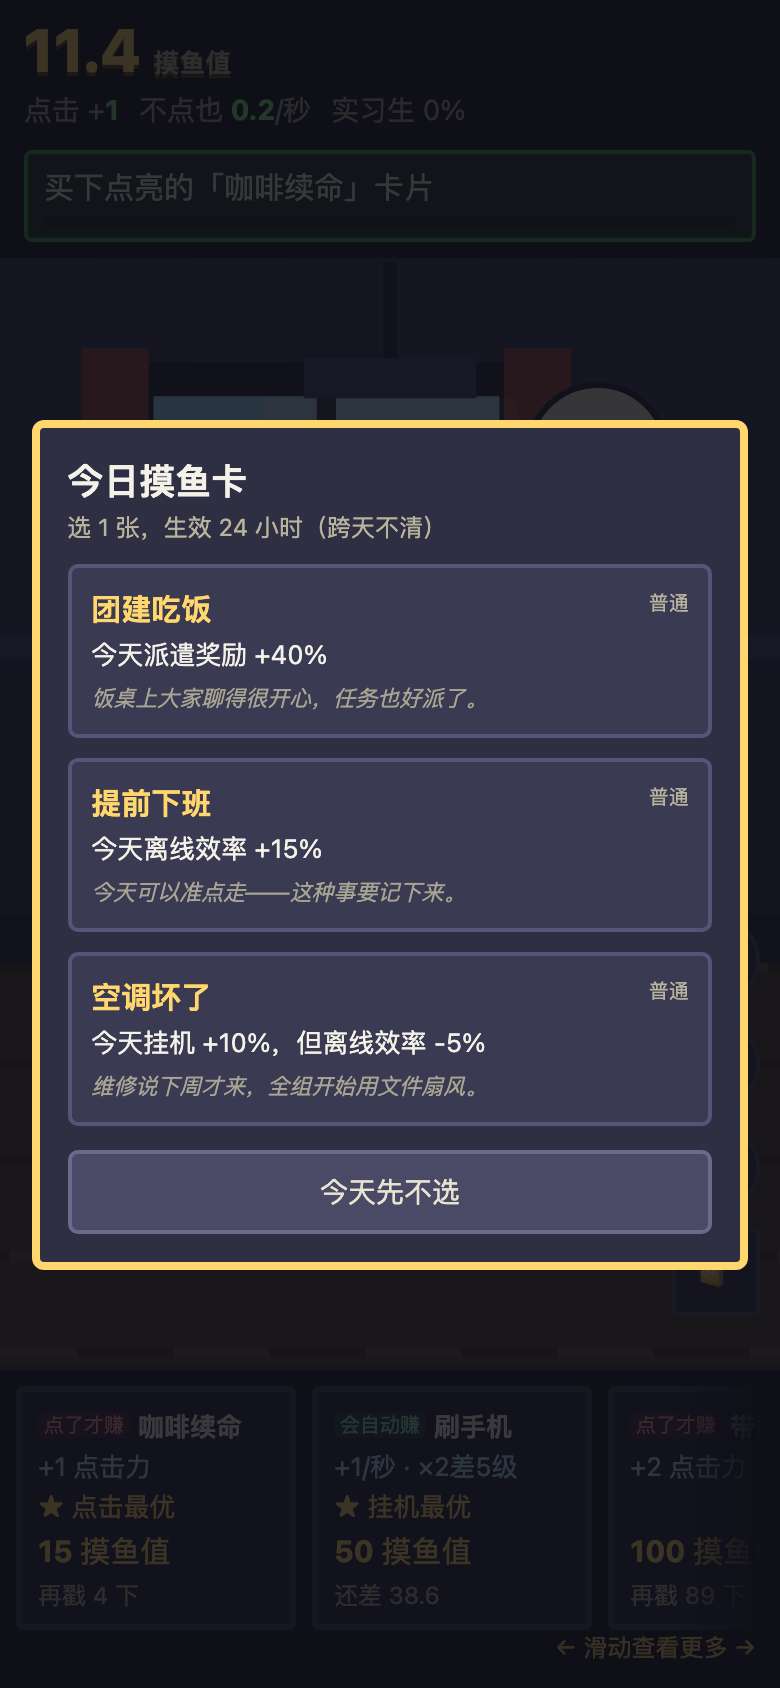 11.4 摸鱼值
点击 +1 不点也 0.2/秒 实习生 0%
买下点亮的「咖啡续命」卡片
今日摸鱼卡
选 1 张，生效 24 小时（跨天不清）
团建吃饭 普通
今天派遣奖励 +40%
饭桌上大家聊得很开心，任务也好派了。
提前下班 普通
今天离线效率 +15%
今天可以准点走——这种事要记下来。
空调坏了 普通
今天挂机 +10%，但离线效率 -5%
维修说下周才来，全组开始用文件扇风。
今天先不选
点了才赚 咖啡续命
+1 点击力
★ 点击最优
15 摸鱼值
再戳 4 下
会自动赚 刷手机
+1/秒 · ×2差5级
★ 挂机最优
50 摸鱼值
还差 38.6
点了才赚 带
+2 点击力
100 摸鱼
再戳 89 下
← 滑动查看更多 →